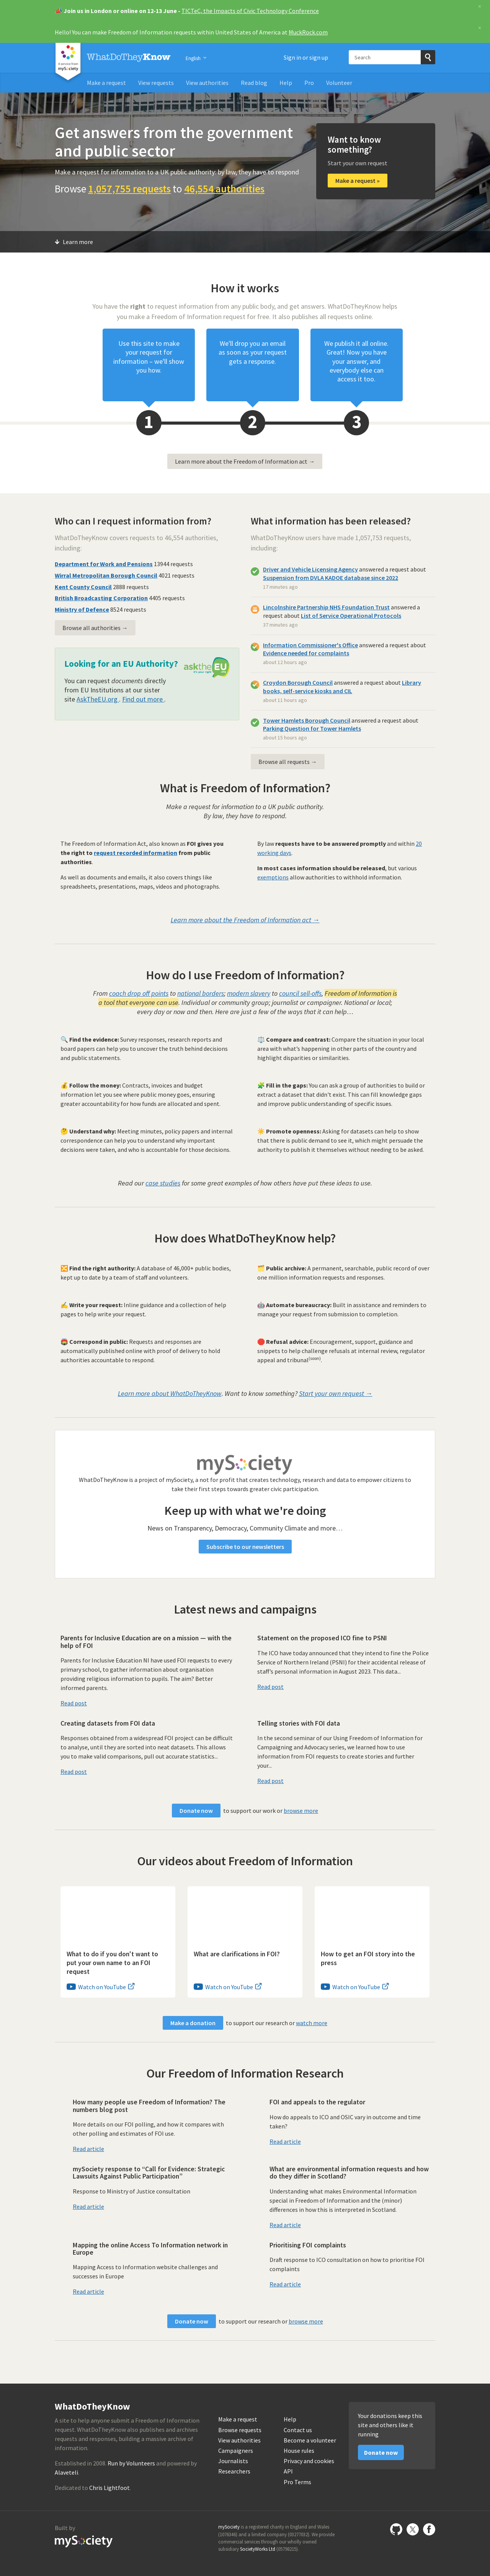 📣 Join us in London or online on 12-13 June - TICTeC, the Impacts of Civic Technology Conference
×
Hello! You can make Freedom of Information requests within United States of America at MuckRock.com
×
a service from mySociety
WhatDoTheyKnow
English
Sign in or sign up
Search
Make a request
View requests
View authorities
Read blog
Help
Pro
Volunteer
Get answers from the government
and public sector
Make a request for information to a UK public authority: by law, they have to respond
Browse 1,057,755 requests to 46,554 authorities
Want to know
something?
Start your own request
Make a request »
Learn more
How it works
You have the right to request information from any public body, and get answers. WhatDoTheyKnow helps
you make a Freedom of Information request for free. It also publishes all requests online.
Use this site to make
your request for
information – we'll show
you how.
We'll drop you an email
as soon as your request
gets a response.
We publish it all online.
Great! Now you have
your answer, and
everybody else can
access it too.
1
2
3
Learn more about the Freedom of Information act →
Who can I request information from?
WhatDoTheyKnow covers requests to 46,554 authorities,
including:
Department for Work and Pensions 13944 requests
Wirral Metropolitan Borough Council 4021 requests
Kent County Council 2888 requests
British Broadcasting Corporation 4405 requests
Ministry of Defence 8524 requests
Browse all authorities →
Looking for an EU Authority?
asktheEU
You can request documents directly
from EU Institutions at our sister
site AskTheEU.org . Find out more .
What information has been released?
WhatDoTheyKnow users have made 1,057,753 requests,
including:
Driver and Vehicle Licensing Agency answered a request about
Suspension from DVLA KADOE database since 2022
17 minutes ago
Lincolnshire Partnership NHS Foundation Trust answered a
request about List of Service Operational Protocols
37 minutes ago
Information Commissioner's Office answered a request about
Evidence needed for complaints
about 12 hours ago
Croydon Borough Council answered a request about Library
books, self-service kiosks and CIL
about 11 hours ago
Tower Hamlets Borough Council answered a request about
Parking Question for Tower Hamlets
about 15 hours ago
Browse all requests →
What is Freedom of Information?
Make a request for information to a UK public authority.
By law, they have to respond.
The Freedom of Information Act, also known as FOI gives you
the right to request recorded information from public
authorities.
As well as documents and emails, it also covers things like
spreadsheets, presentations, maps, videos and photographs.
By law requests have to be answered promptly and within 20
working days.
In most cases information should be released, but various
exemptions allow authorities to withhold information.
Learn more about the Freedom of Information act →
How do I use Freedom of Information?
From coach drop off points to national borders; modern slavery to council sell-offs, Freedom of Information is
a tool that everyone can use. Individual or community group; journalist or campaigner. National or local;
every day or now and then. Here are just a few of the ways that it can help…
🔍 Find the evidence: Survey responses, research reports and
board papers can help you to uncover the truth behind decisions
and public statements.
⚖️ Compare and contrast: Compare the situation in your local
area with what's happening in other parts of the country and
highlight disparities or similarities.
💰 Follow the money: Contracts, invoices and budget
information let you see where public money goes, ensuring
greater accountability for how funds are allocated and spent.
🧩 Fill in the gaps: You can ask a group of authorities to build or
extract a dataset that didn't exist. This can fill knowledge gaps
and improve public understanding of specific issues.
🤔 Understand why: Meeting minutes, policy papers and internal
correspondence can help you to understand why important
decisions were taken, and who is accountable for those decisions.
☀️ Promote openness: Asking for datasets can help to show
that there is public demand to see it, which might persuade the
authority to publish it themselves without needing to be asked.
Read our case studies for some great examples of how others have put these ideas to use.
How does WhatDoTheyKnow help?
🔀 Find the right authority: A database of 46,000+ public bodies,
kept up to date by a team of staff and volunteers.
🗂️ Public archive: A permanent, searchable, public record of over
one million information requests and responses.
✍️ Write your request: Inline guidance and a collection of help
pages to help write your request.
🤖 Automate bureaucracy: Built in assistance and reminders to
manage your request from submission to completion.
📮 Correspond in public: Requests and responses are
automatically published online with proof of delivery to hold
authorities accountable to respond.
🛑 Refusal advice: Encouragement, support, guidance and
snippets to help challenge refusals at internal review, regulator
appeal and tribunal(soon).
Learn more about WhatDoTheyKnow. Want to know something? Start your own request →
mySociety
WhatDoTheyKnow is a project of mySociety, a not for profit that creates technology, research and data to empower citizens to
take their first steps towards greater civic participation.
Keep up with what we're doing
News on Transparency, Democracy, Community Climate and more…
Subscribe to our newsletters
Latest news and campaigns
Parents for Inclusive Education are on a mission — with the
help of FOI
Parents for Inclusive Education NI have used FOI requests to every
primary school, to gather information about organisation
providing religious information to pupils. The aim? Better
informed parents.
Read post
Statement on the proposed ICO fine to PSNI
The ICO have today announced that they intend to fine the Police
Service of Northern Ireland (PSNI) for their accidental release of
staff's personal information in August 2023. This data...
Read post
Creating datasets from FOI data
Responses obtained from a widespread FOI project can be difficult
to analyse, until they are sorted into neat datasets. This allows
you to make valid comparisons, pull out accurate statistics...
Read post
Telling stories with FOI data
In the second seminar of our Using Freedom of Information for
Campaigning and Advocacy series, we learned how to use
information from FOI requests to create stories and further
your...
Read post
Donate now to support our work or browse more
Our videos about Freedom of Information
What to do if you don't want to
put your own name to an FOI
request
Watch on YouTube
What are clarifications in FOI?
Watch on YouTube
How to get an FOI story into the
press
Watch on YouTube
Make a donation to support our research or watch more
Our Freedom of Information Research
How many people use Freedom of Information? The
numbers blog post
More details on our FOI polling, and how it compares with
other polling and estimates of FOI use.
Read article
FOI and appeals to the regulator
How do appeals to ICO and OSIC vary in outcome and time
taken?
Read article
mySociety response to “Call for Evidence: Strategic
Lawsuits Against Public Participation”
Response to Ministry of Justice consultation
Read article
What are environmental information requests and how
do they differ in Scotland?
Understanding what makes Environmental Information
special in Freedom of Information and the (minor)
differences in how this is interpreted in Scotland.
Read article
Mapping the online Access To Information network in
Europe
Mapping Access to Information website challenges and
successes in Europe
Read article
Prioritising FOI complaints
Draft response to ICO consultation on how to prioritise FOI
complaints
Read article
Donate now to support our research or browse more
WhatDoTheyKnow
A site to help anyone submit a Freedom of Information
request. WhatDoTheyKnow also publishes and archives
requests and responses, building a massive archive of
information.
Established in 2008. Run by Volunteers and powered by
Alaveteli.
Dedicated to Chris Lightfoot.
Make a request
Browse requests
View authorities
Campaigners
Journalists
Researchers
Help
Contact us
Become a volunteer
House rules
Privacy and cookies
API
Pro Terms
Your donations keep this
site and others like it
running
Donate now
Built by
mySociety
mySociety is a registered charity in England and Wales
(1076346) and a limited company (03277032). We provide
commercial services through our wholly owned
subsidiary SocietyWorks Ltd (05798215).